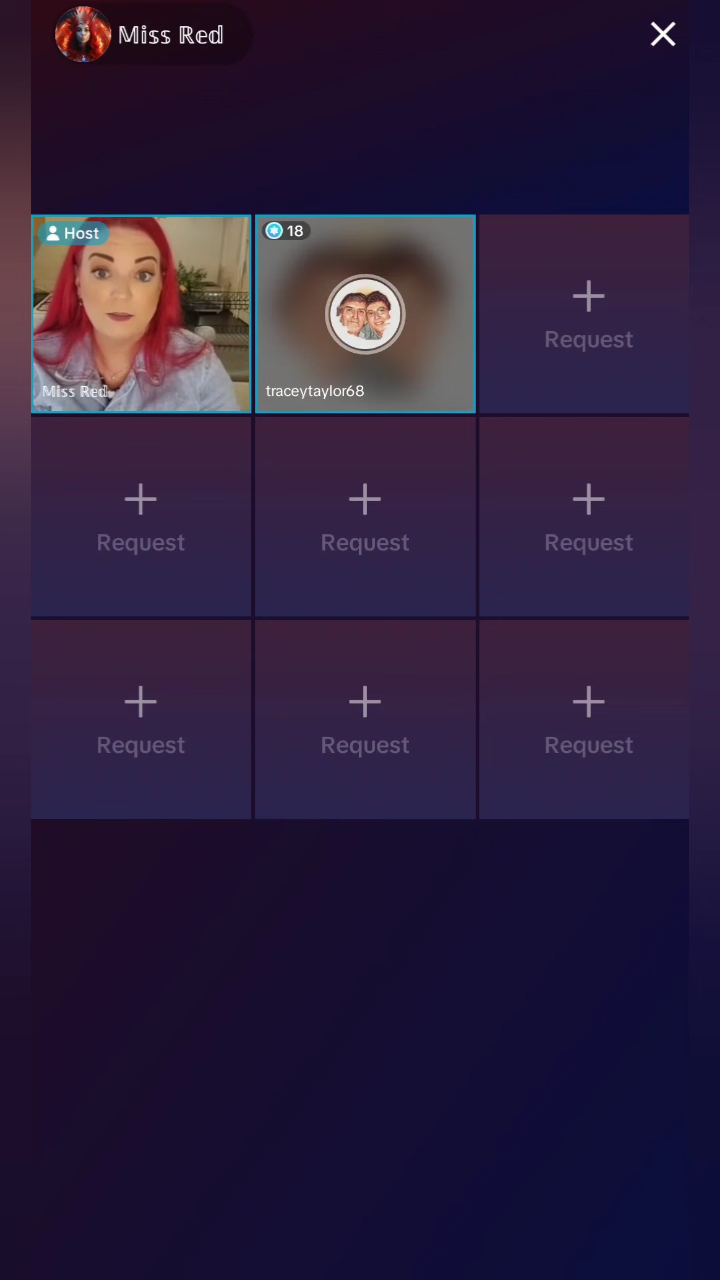 𝕄𝕚𝕤𝕤 ℝ𝕖𝕕
Host
18
𝕄𝕚𝕤𝕤 ℝ𝕖𝕕
traceytaylor68
Request
Request
Request
Request
Request
Request
Request